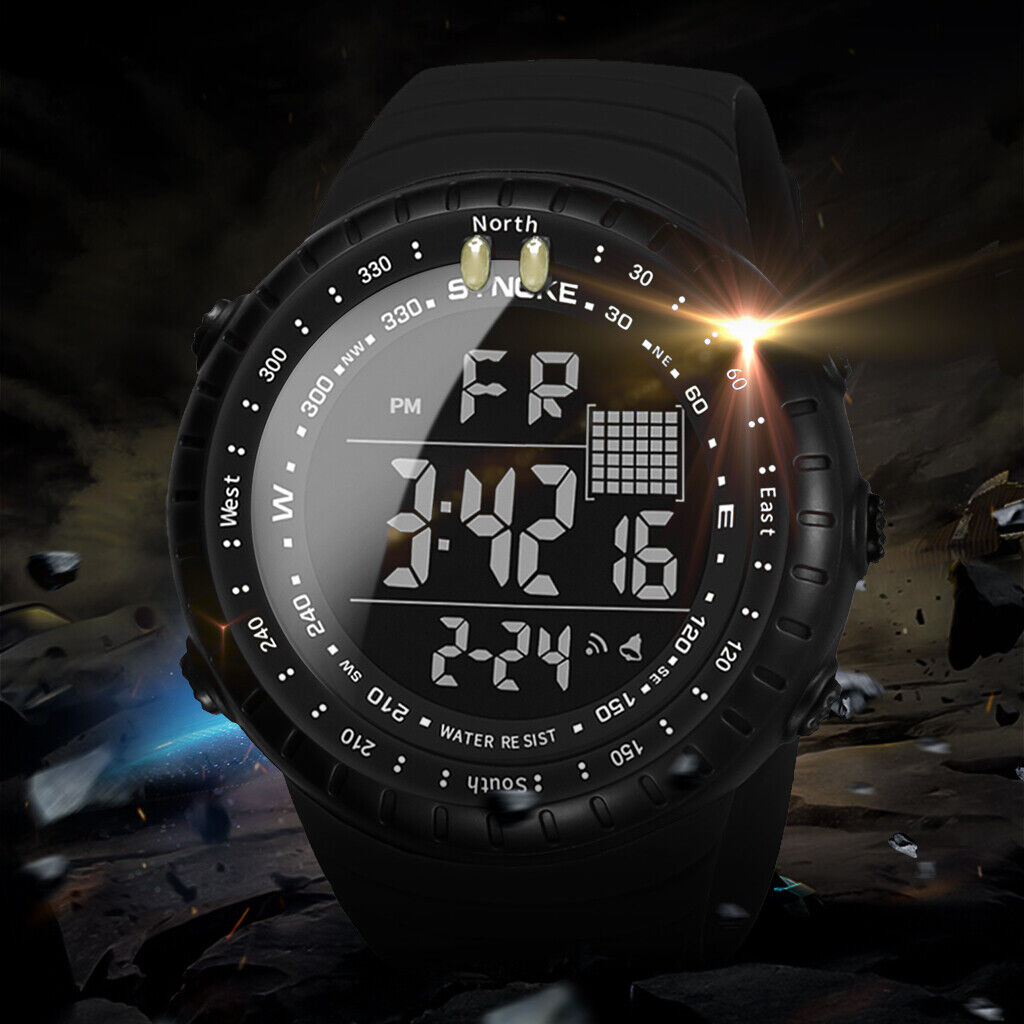 North
330
30
SYNOKE
330
30
NW
NE
300
300
60
60
FR
PM
3:42
16
West
W
E
East
2-24
240
240
120
120
SW
SE
210
150
210
150
WATER RESIST
South